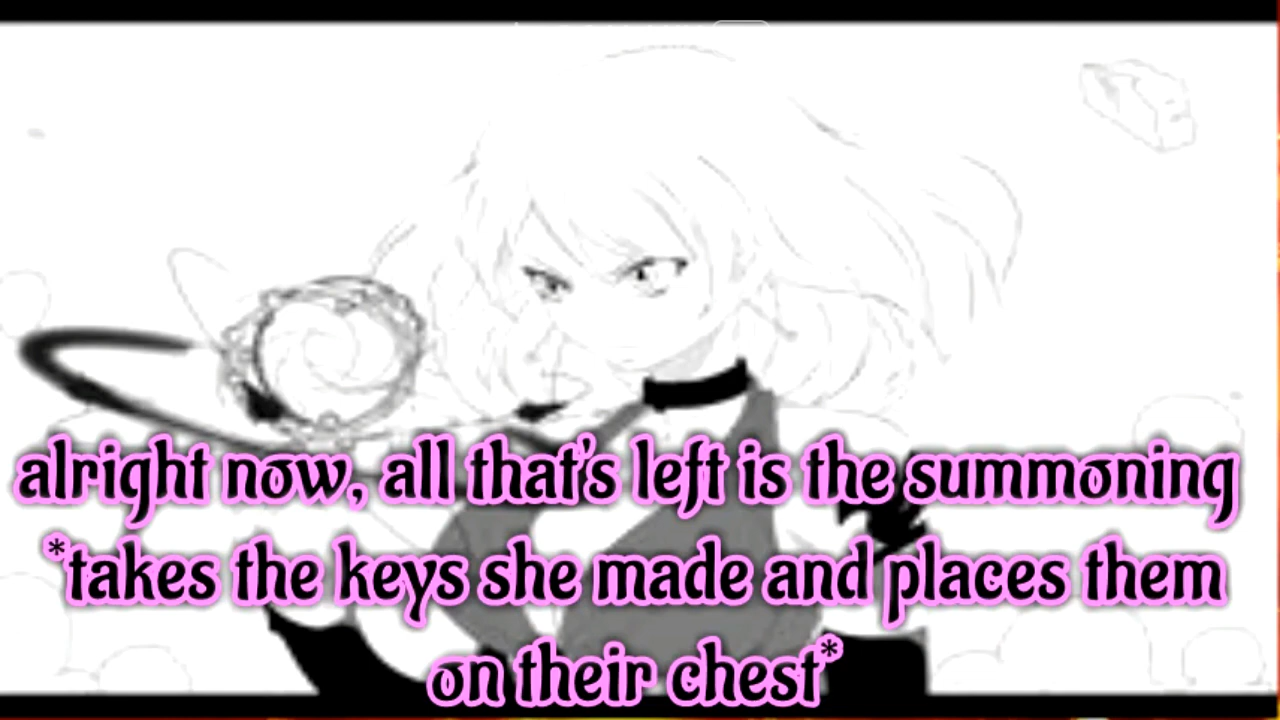 alright now, all that's left is the summoning
*takes the keys she made and places them
on their chest*